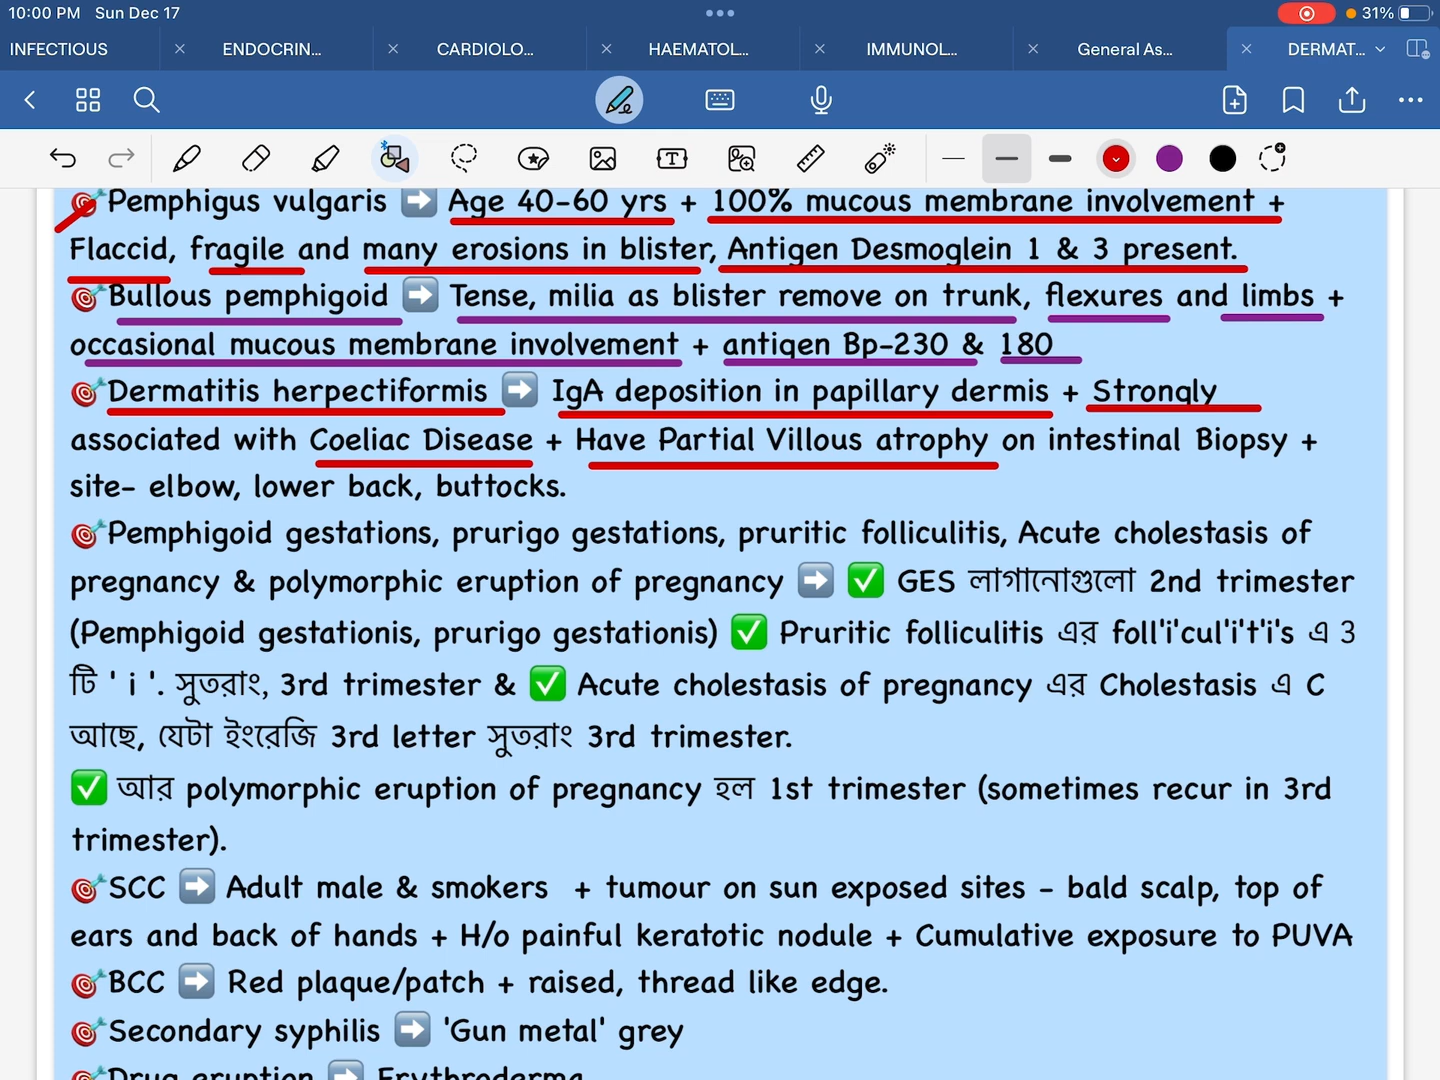 10:00 PM Sun Dec 17
31%
INFECTIOUS
ENDOCRIN...
CARDIOLO...
HAEMATOL...
IMMUNOL...
General As...
DERMAT...
🎯Pemphigus vulgaris ➡️ Age 40-60 yrs + 100% mucous membrane involvement +
Flaccid, fragile and many erosions in blister, Antigen Desmoglein 1 & 3 present.
🎯Bullous pemphigoid ➡️ Tense, milia as blister remove on trunk, flexures and limbs +
occasional mucous membrane involvement + antigen Bp-230 & 180
🎯Dermatitis herpectiformis ➡️ IgA deposition in papillary dermis + Strongly
associated with Coeliac Disease + Have Partial Villous atrophy on intestinal Biopsy +
site- elbow, lower back, buttocks.
🎯Pemphigoid gestations, prurigo gestations, pruritic folliculitis, Acute cholestasis of
pregnancy & polymorphic eruption of pregnancy ➡️ ✅ GES লাগানোগুলো 2nd trimester
(Pemphigoid gestationis, prurigo gestationis) ✅ Pruritic folliculitis এর foll'i'cul'i't'i's এ 3
টি ' i '. সুতরাং, 3rd trimester & ✅ Acute cholestasis of pregnancy এর Cholestasis এ C
আছে, যেটা ইংরেজি 3rd letter সুতরাং 3rd trimester.
✅ আর polymorphic eruption of pregnancy হল 1st trimester (sometimes recur in 3rd
trimester).
🎯SCC ➡️ Adult male & smokers + tumour on sun exposed sites - bald scalp, top of
ears and back of hands + H/o painful keratotic nodule + Cumulative exposure to PUVA
🎯BCC ➡️ Red plaque/patch + raised, thread like edge.
🎯Secondary syphilis ➡️ 'Gun metal' grey
🎯Drug eruption ➡️ Erythroderma